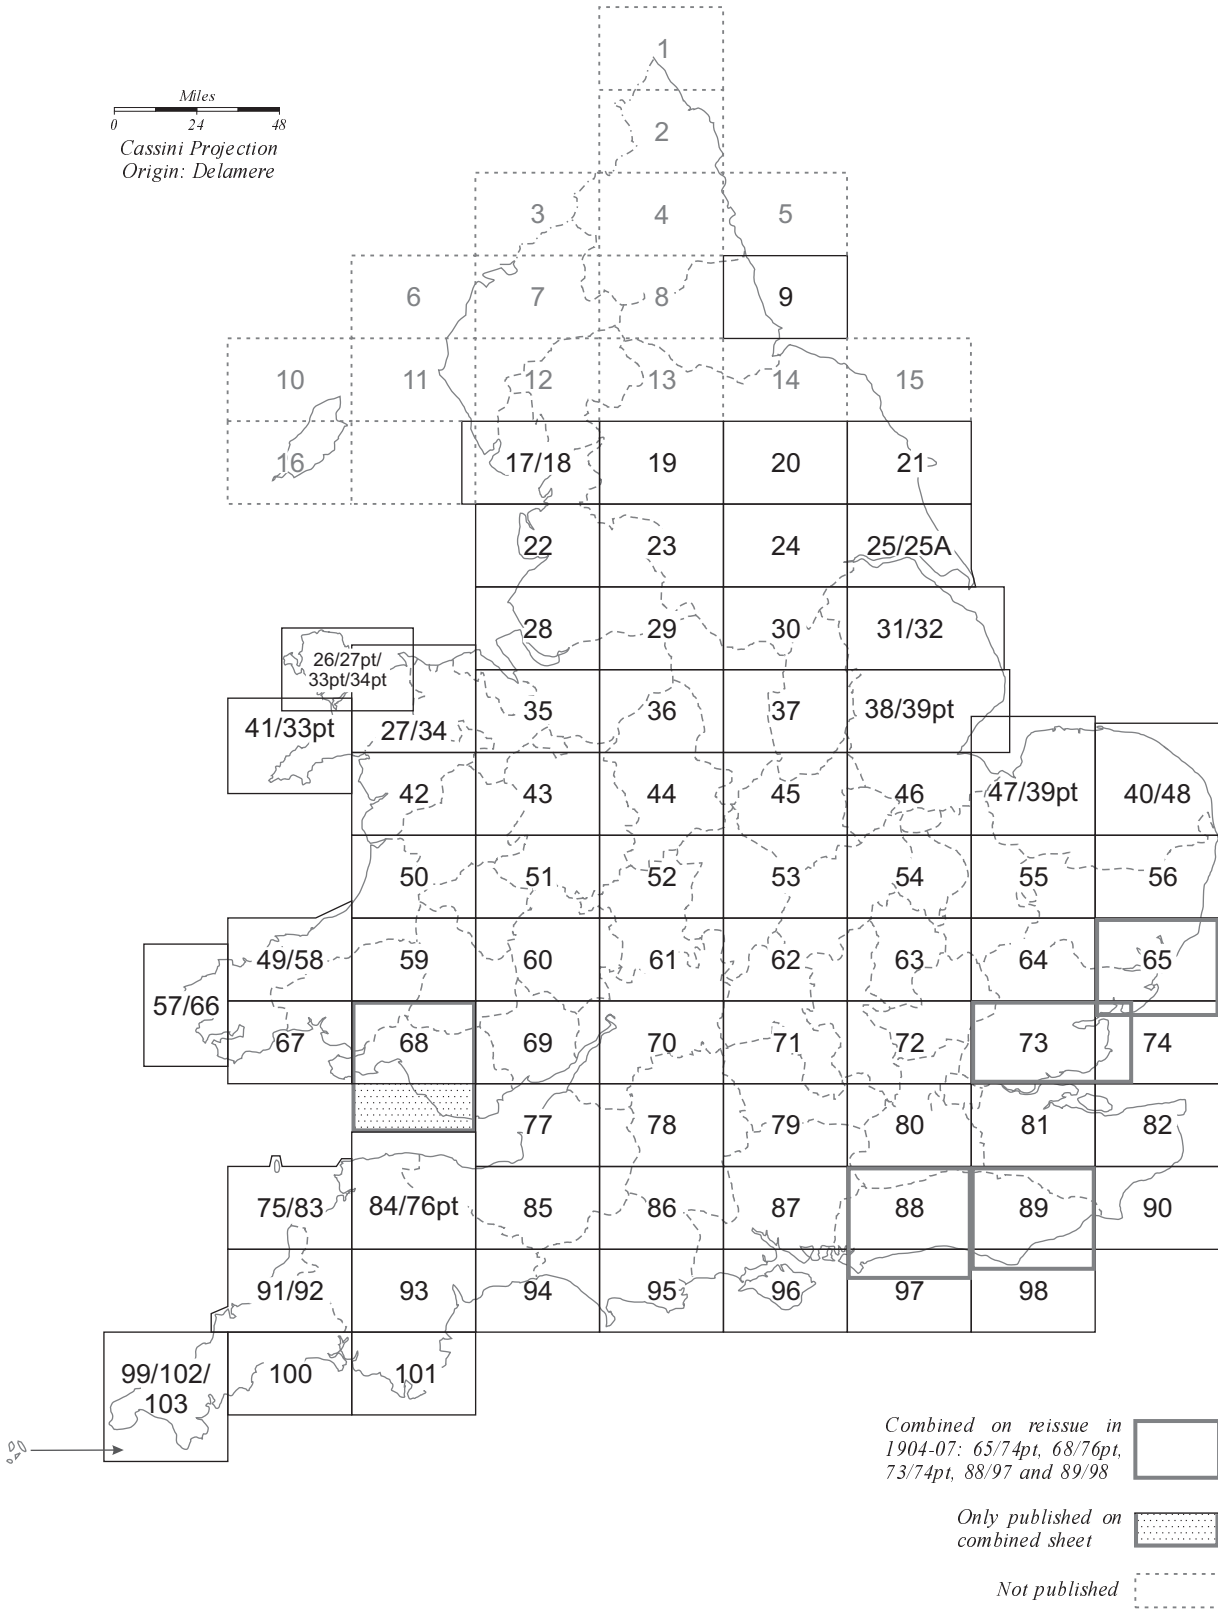 1
Miles
0 24 48
Cassini Projection
Origin: Delamere
2
3 4 5
6 7 8 9
10 11 12 13 14 15
16 17/18 19 20 21
22 23 24 25/25A
28 29 30 31/32
26/27pt/
33pt/34pt
41/33pt 27/34 35 36 37 38/39pt
42 43 44 45 46 47/39pt 40/48
50 51 52 53 54 55 56
49/58 59 60 61 62 63 64 65
57/66
67 68 69 70 71 72 73 74
77 78 79 80 81 82
75/83 84/76pt 85 86 87 88 89 90
91/92 93 94 95 96 97 98
99/102/
103
100 101
Combined on reissue in
1904-07: 65/74pt, 68/76pt,
73/74pt, 88/97 and 89/98
Only published on
combined sheet
Not published